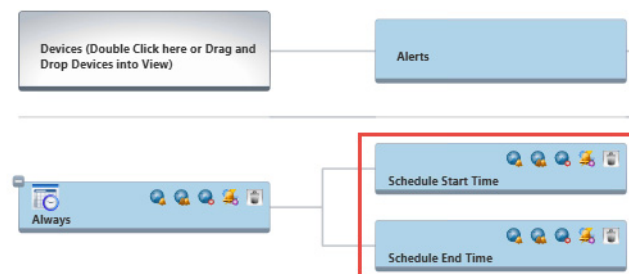 Devices (Double Click here or Drag and
Drop Devices into View)
Alerts
Always
Schedule Start Time
Schedule End Time